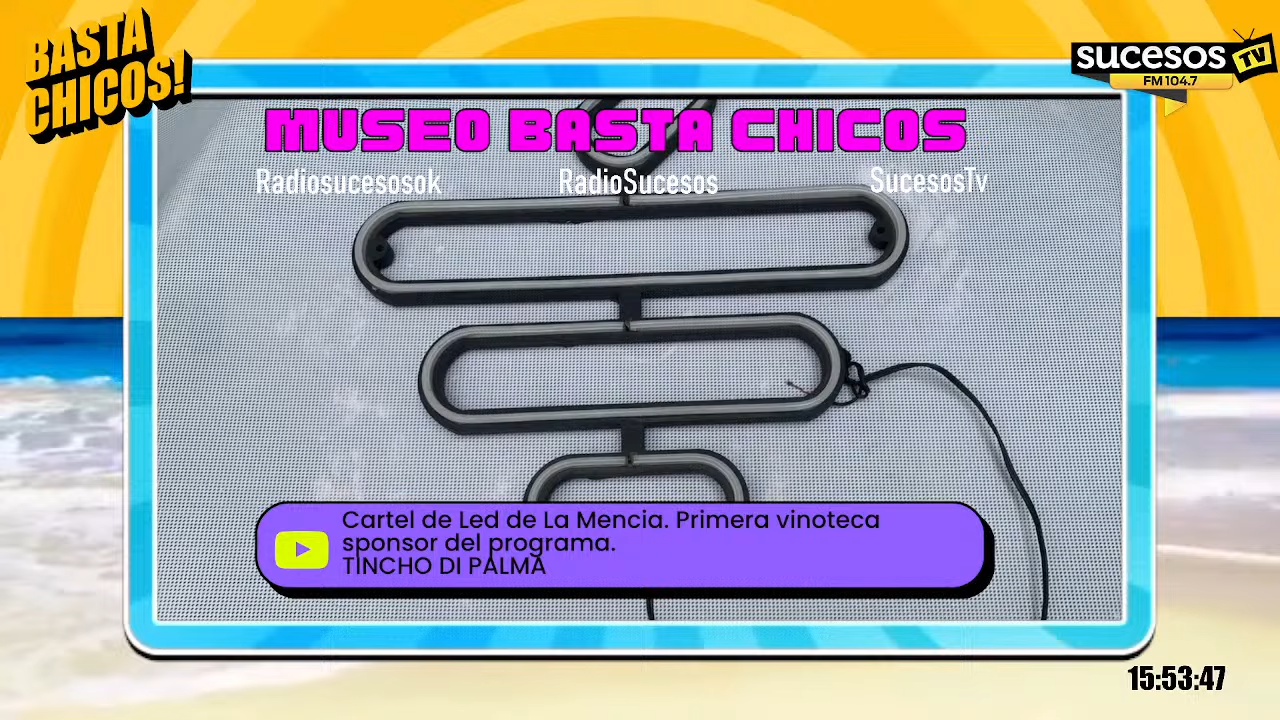 BASTA
CHICOS!
sucesos TV
FM 104.7
MUSEO BASTA CHICOS
Radiosucesosok
RadioSucesos
SucesosTv
Cartel de Led de La Mencia. Primera vinoteca
sponsor del programa.
TINCHO DI PALMA
15:53:47